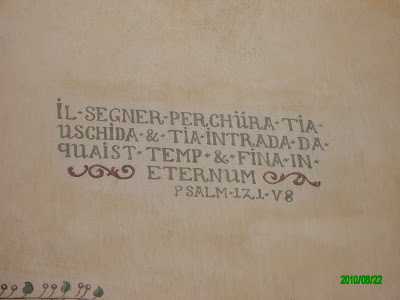 IL·SEGNER·PERCHÜRA·TIA·
USCHIDA·&·TIA·INTRADA·DA·
QUAIST·TEMP·&·FINA·IN·
ETERNUM
PSALM·121·V8
2010/08/22